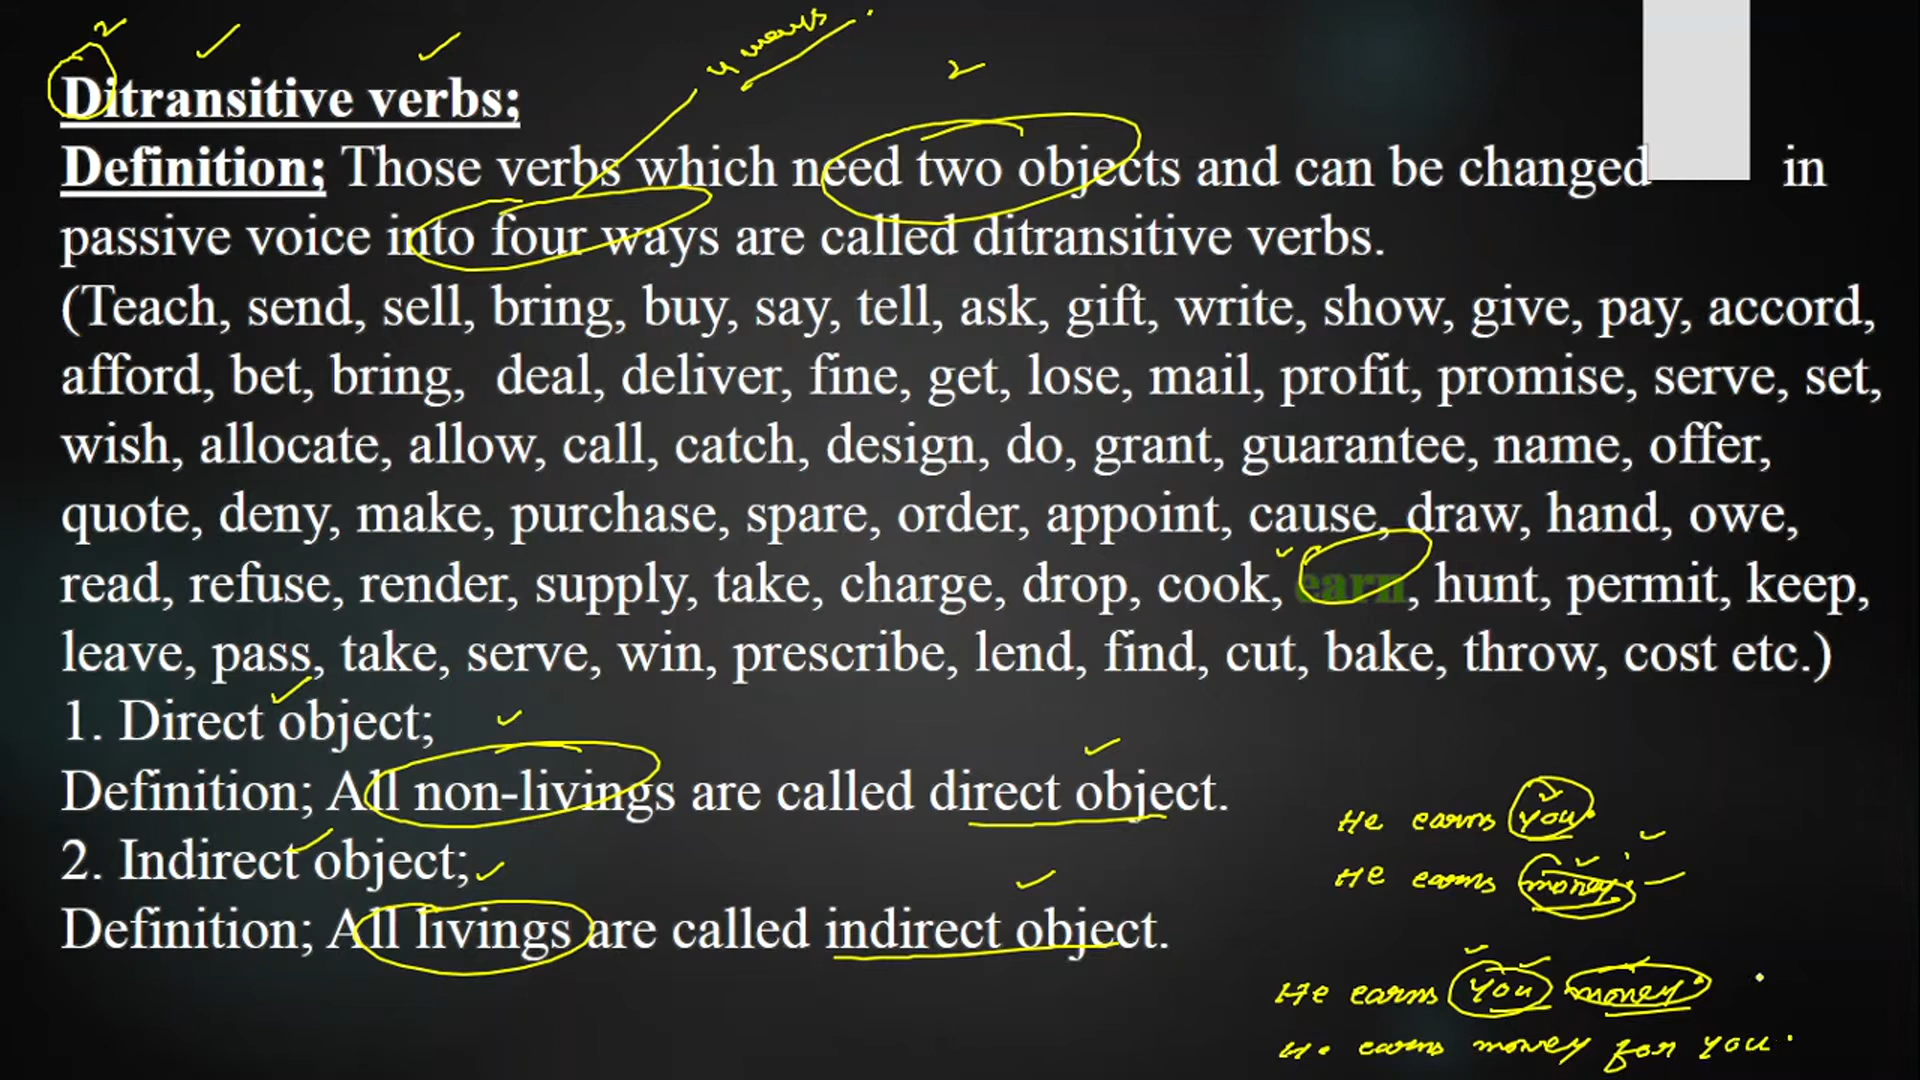 2
4 ways.
2
Ditransitive verbs;
Definition; Those verbs which need two objects and can be changed in
passive voice into four ways are called ditransitive verbs.
(Teach, send, sell, bring, buy, say, tell, ask, gift, write, show, give, pay, accord,
afford, bet, bring, deal, deliver, fine, get, lose, mail, profit, promise, serve, set,
wish, allocate, allow, call, catch, design, do, grant, guarantee, name, offer,
quote, deny, make, purchase, spare, order, appoint, cause, draw, hand, owe,
read, refuse, render, supply, take, charge, drop, cook, earn, hunt, permit, keep,
leave, pass, take, serve, win, prescribe, lend, find, cut, bake, throw, cost etc.)
1. Direct object;
Definition; All non-livings are called direct object.
2. Indirect object;
Definition; All livings are called indirect object.
He earns you.
He earns money.
He earns you money.
He earns money for you.